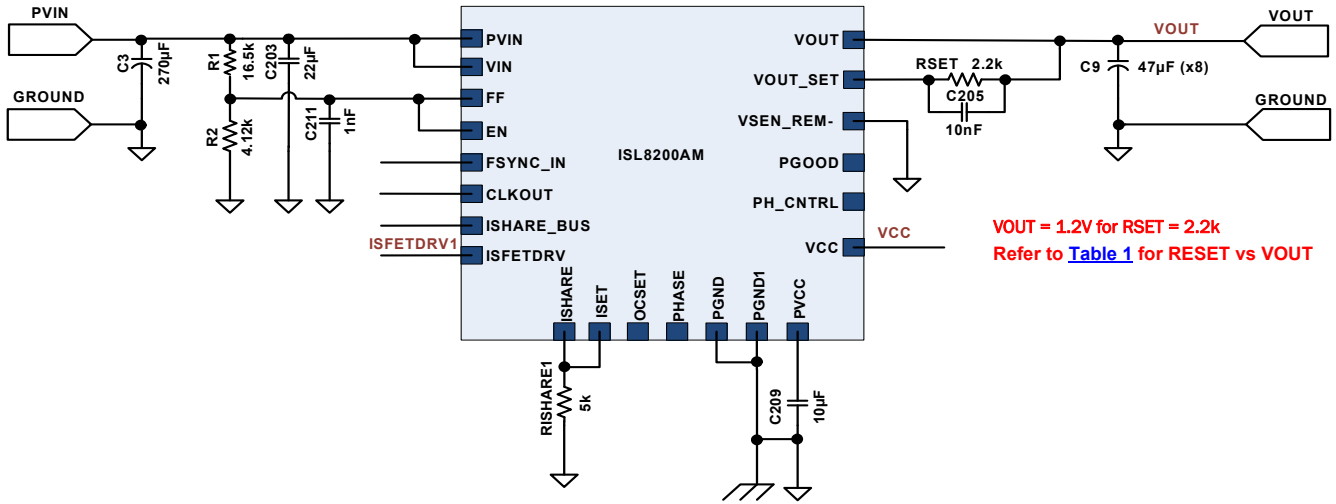 PVIN
GROUND
C3
270µF
R1
16.5k
C203
22µF
R2
4.12k
C211
1nF
ISFETDRV1
PVIN
VIN
FF
EN
FSYNC_IN
CLKOUT
ISHARE_BUS
ISFETDRV
ISL8200AM
ISHARE
ISET
OCSET
PHASE
PGND
PGND1
PVCC
RISHARE1
5k
C209
10µF
VOUT
VOUT_SET
VSEN_REM-
PGOOD
PH_CNTRL
VCC
VCC
RSET 2.2k
C205
10nF
VOUT
C9 47µF (x8)
VOUT
GROUND
VOUT = 1.2V for RSET = 2.2k
Refer to Table 1 for RESET vs VOUT